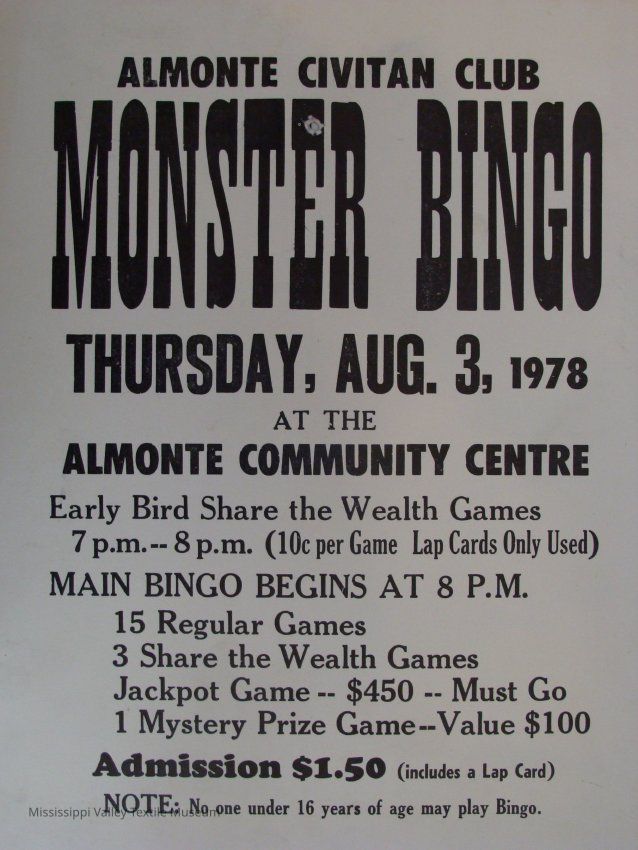 ALMONTE CIVITAN CLUB
MONSTER BINGO
THURSDAY, AUG. 3, 1978
AT THE
ALMONTE COMMUNITY CENTRE
Early Bird Share the Wealth Games
7 p.m.-- 8 p.m. (10c per Game Lap Cards Only Used)
MAIN BINGO BEGINS AT 8 P.M.
15 Regular Games
3 Share the Wealth Games
Jackpot Game -- $450 -- Must Go
1 Mystery Prize Game--Value $100
Admission $1.50 (includes a Lap Card)
NOTE: No one under 16 years of age may play Bingo.
Mississippi Valley Textile Museum